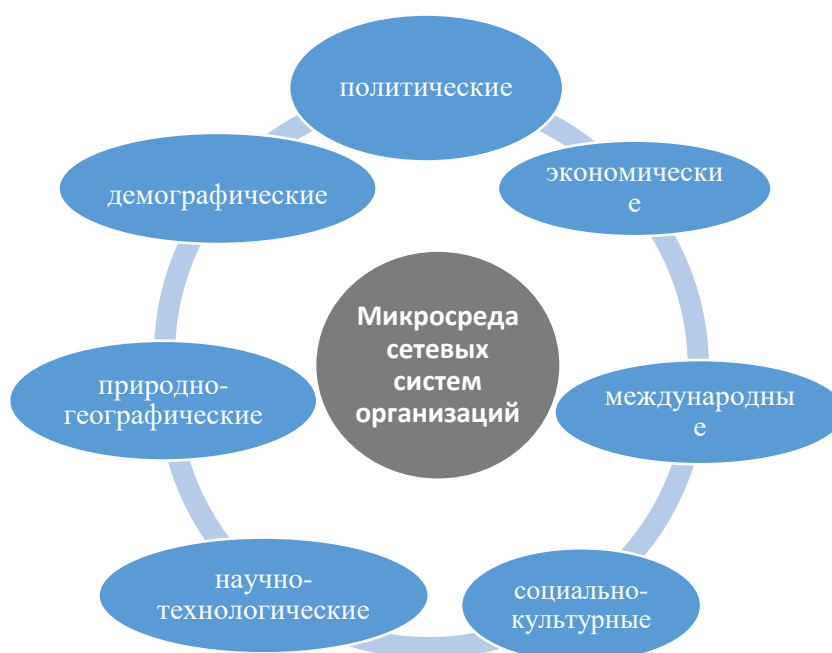 политические
экономически
е
международны
е
социально-
культурные
научно-
технологические
природно-
географические
демографические
Микросреда
сетевых
систем
организаций